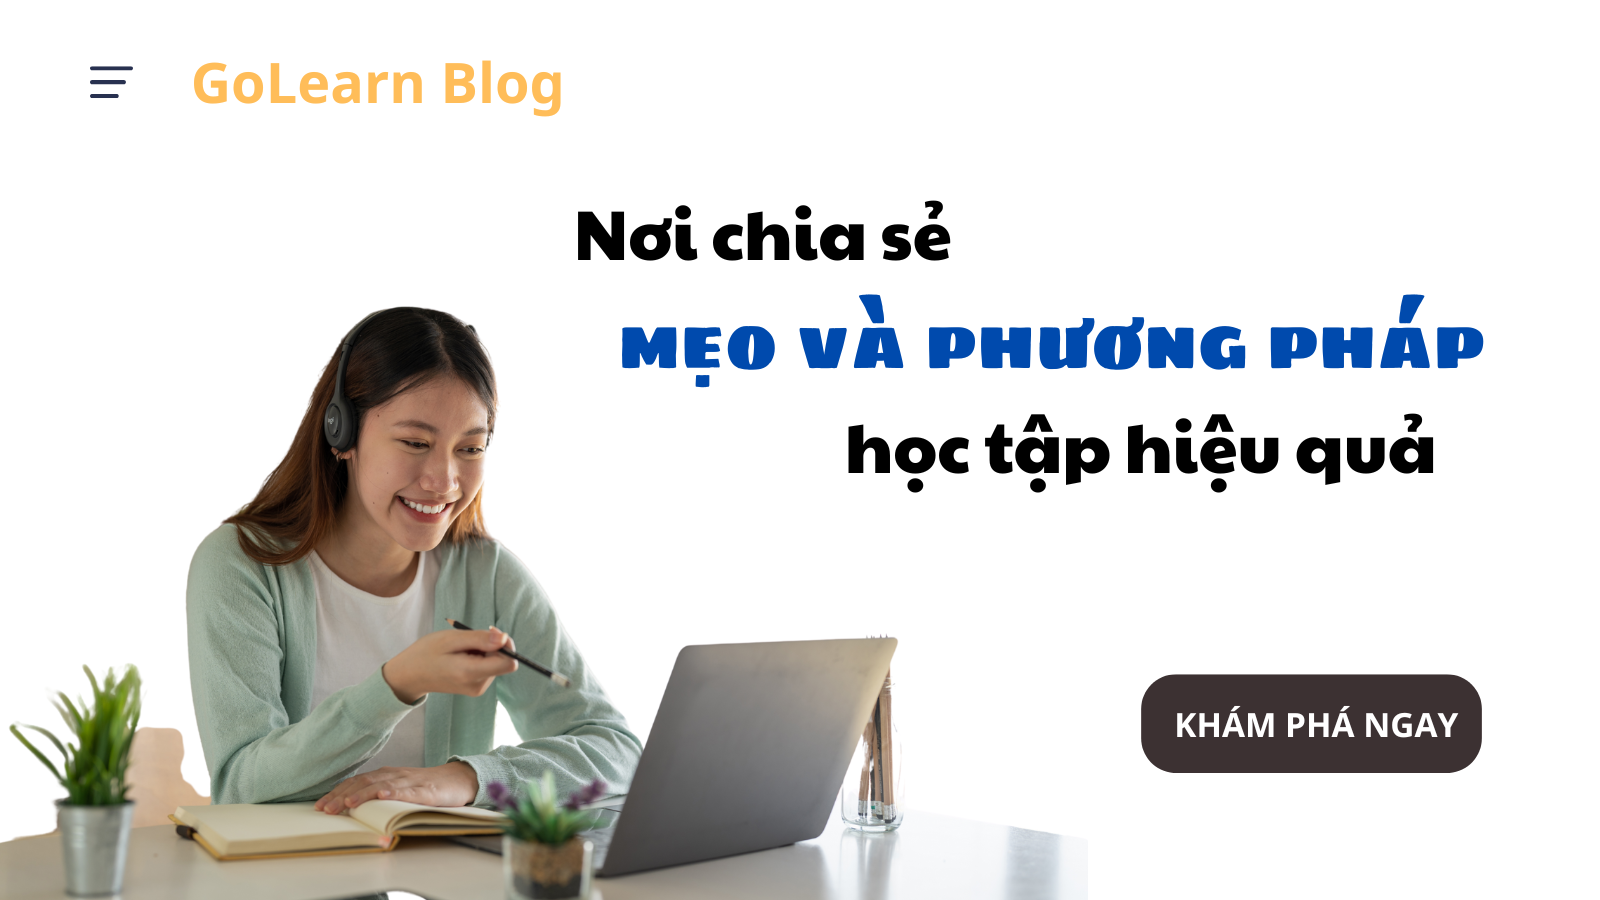 GoLearn Blog
Nơi chia sẻ
MẸO VÀ PHƯƠNG PHÁP
học tập hiệu quả
KHÁM PHÁ NGAY